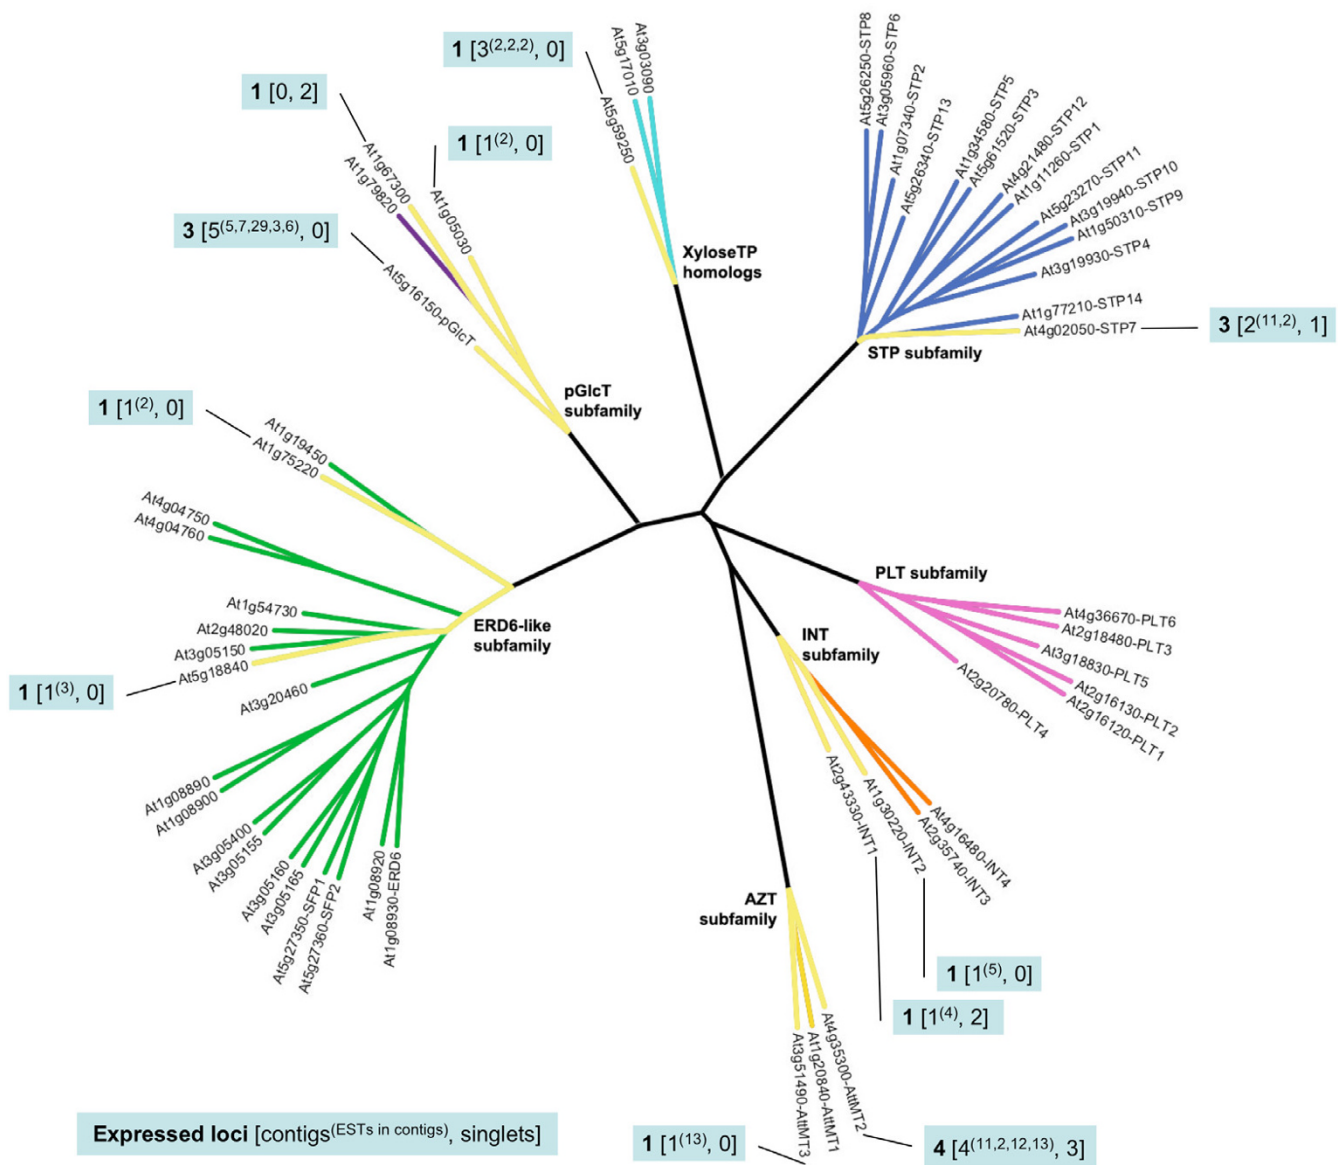 1 [3(2,2,2), 0]
At5g17010
At3g03090
At5g59250
XyloseTP
homologs
1 [0, 2]
At1g67300
At1g79820
1 [1(2), 0]
At1g05030
3 [5(5,7,29,3,6), 0]
At5g16150-pGlcT
pGlcT
subfamily
At5g26250-STP8
At3g05960-STP6
At1g07340-STP2
At5g26340-STP13
At1g34580-STP5
At5g61520-STP3
At4g21480-STP12
At1g11260-STP1
At5g23270-STP11
At3g19940-STP10
At1g50310-STP9
At3g19930-STP4
At1g77210-STP14
At4g02050-STP7
3 [2(11,2), 1]
STP subfamily
1 [1(2), 0]
At1g19450
At1g75220
At4g04750
At4g04760
At1g54730
At2g48020
At3g05150
At5g18840
1 [1(3), 0]
ERD6-like
subfamily
At3g20460
At1g08890
At1g08900
At3g05400
At3g05155
At3g05160
At3g05165
At5g27350-SFP1
At5g27360-SFP2
At1g08920
At1g08930-ERD6
PLT subfamily
At4g36670-PLT6
At2g18480-PLT3
At3g18830-PLT5
At2g16130-PLT2
At2g16120-PLT1
At2g20780-PLT4
INT
subfamily
At2g43330-INT1
At1g30220-INT2
At4g16480-INT4
At2g35740-INT3
1 [1(5), 0]
1 [1(4), 2]
AZT
subfamily
At4g35300-AttMT2
At1g20840-AttMT1
At3g51490-AttMT3
1 [1(13), 0]
4 [4(11,2,12,13), 3]
Expressed loci [contigs(ESTs in contigs), singlets]